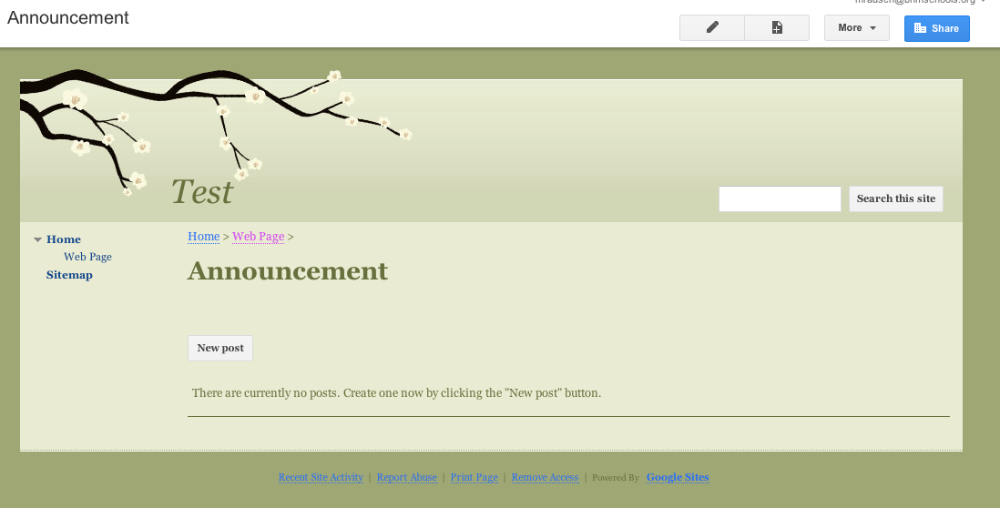 Announcement
More
Share
Test
Search this site
Home
Web Page
Sitemap
Home > Web Page >
Announcement
New post
There are currently no posts. Create one now by clicking the "New post" button.
Recent Site Activity | Report Abuse | Print Page | Remove Access | Powered By Google Sites